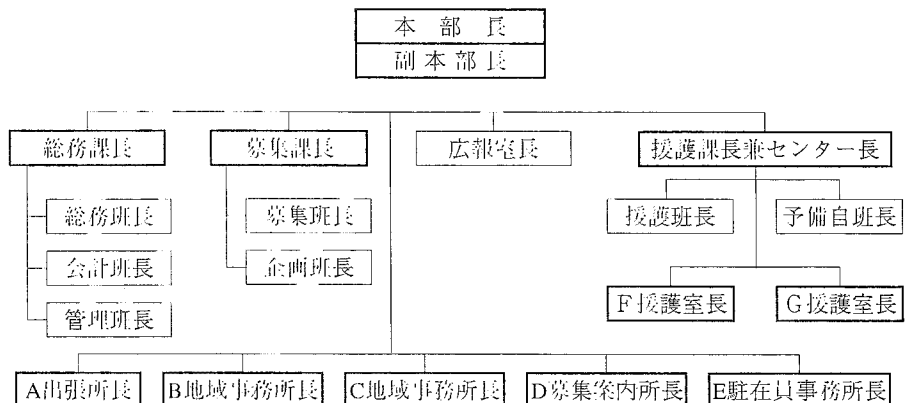 本部長
副本部長
総務課長
募集課長
広報室長
援護課長兼センター長
総務班長
会計班長
管理班長
募集班長
企画班長
援護班長
予備自班長
F援護室長
G援護室長
A出張所長
B地域事務所長
C地域事務所長
D募集案内所長
E駐在員事務所長